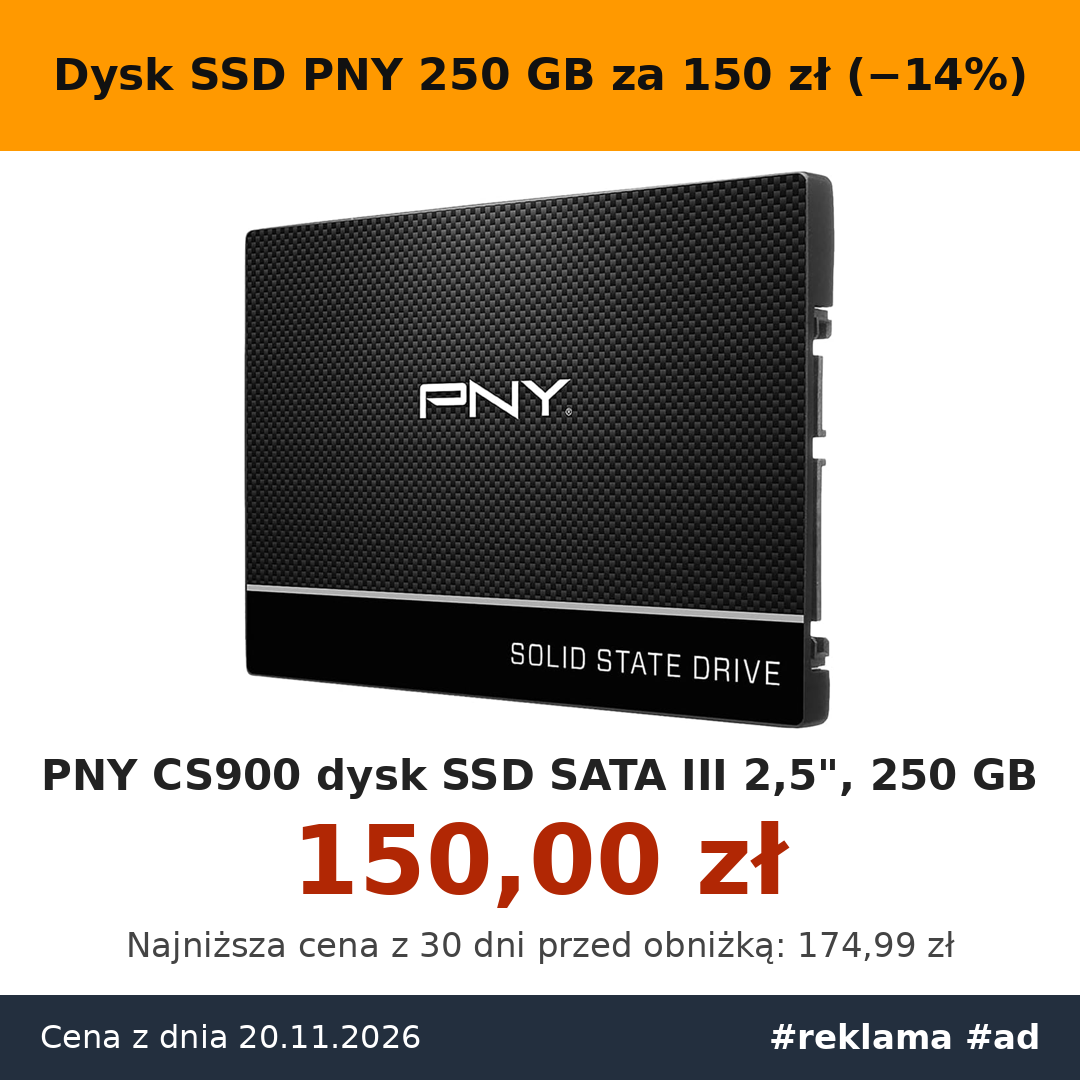 Dysk SSD PNY 250 GB za 150 zł (−14%)
PNY®
SOLID STATE DRIVE
PNY CS900 dysk SSD SATA III 2,5", 250 GB
150,00 zł
Najniższa cena z 30 dni przed obniżką: 174,99 zł
Cena z dnia 20.11.2026
#reklama #ad